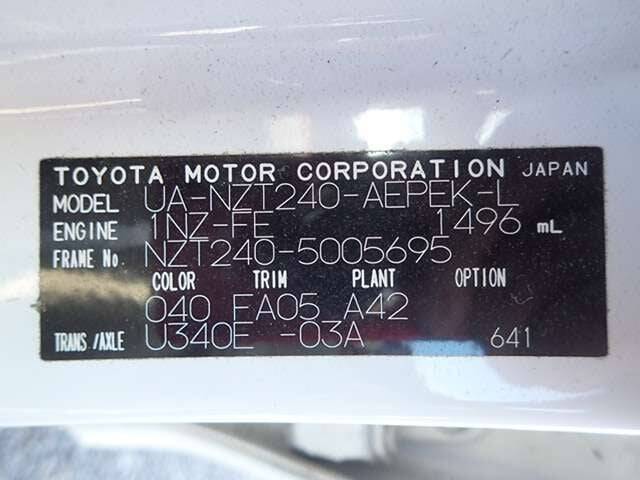 TOYOTA MOTOR CORPORATION JAPAN
MODEL UA-NZT240-AEPEK-L
ENGINE 1NZ-FE 1496 mL
FRAME No. NZT240-5005695
COLOR TRIM PLANT OPTION
040 FA05 A42
TRANS/AXLE U340E -03A 641